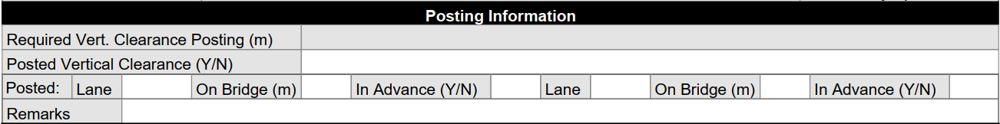 Posting Information
Required Vert. Clearance Posting (m)
Posted Vertical Clearance (Y/N)
Posted: Lane On Bridge (m) In Advance (Y/N) Lane On Bridge (m) In Advance (Y/N)
Remarks